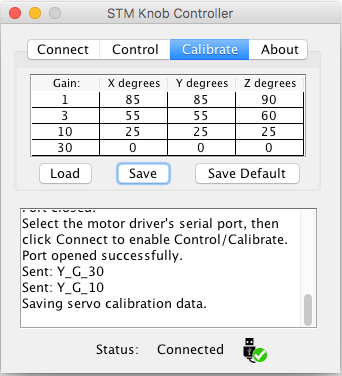 STM Knob Controller
Connect Control Calibrate About
Gain: X degrees Y degrees Z degrees
1 85 85 90
3 55 55 60
10 25 25 25
30 0 0 0
Load Save Save Default
Port closed.
Select the motor driver's serial port, then
click Connect to enable Control/Calibrate.
Port opened successfully.
Sent: Y_G_30
Sent: Y_G_10
Saving servo calibration data.
Status: Connected